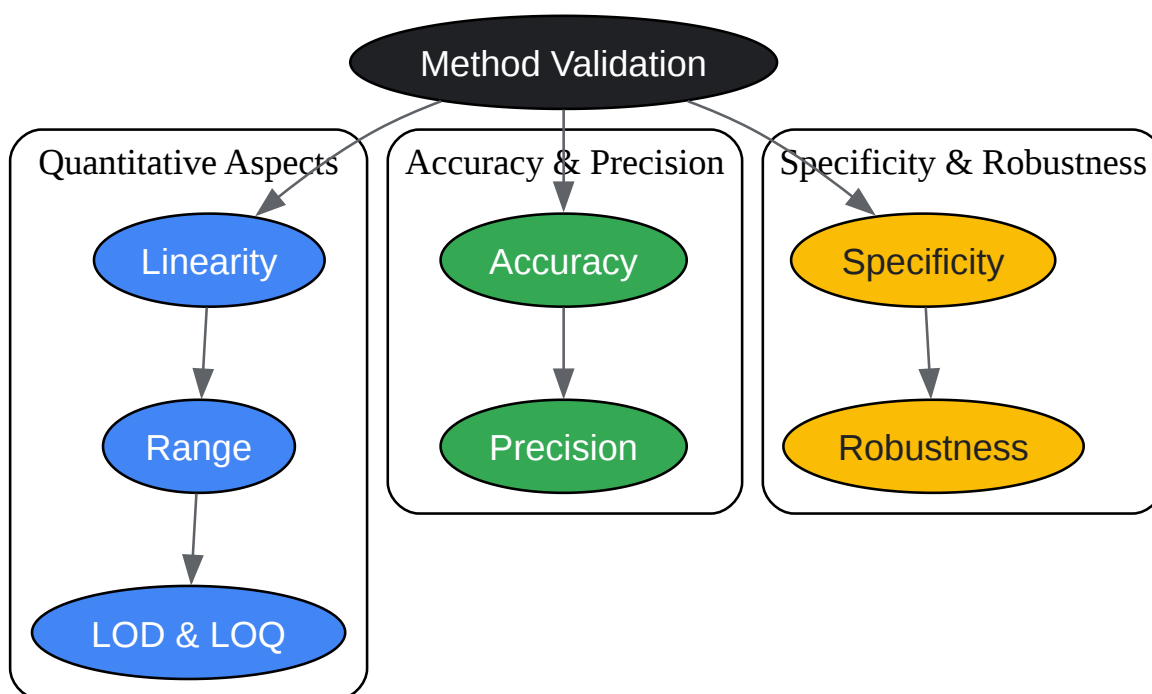 Method Validation
Quantitative Aspects
Accuracy & Precision
Specificity & Robustness
Linearity
Accuracy
Specificity
Range
Precision
Robustness
LOD & LOQ